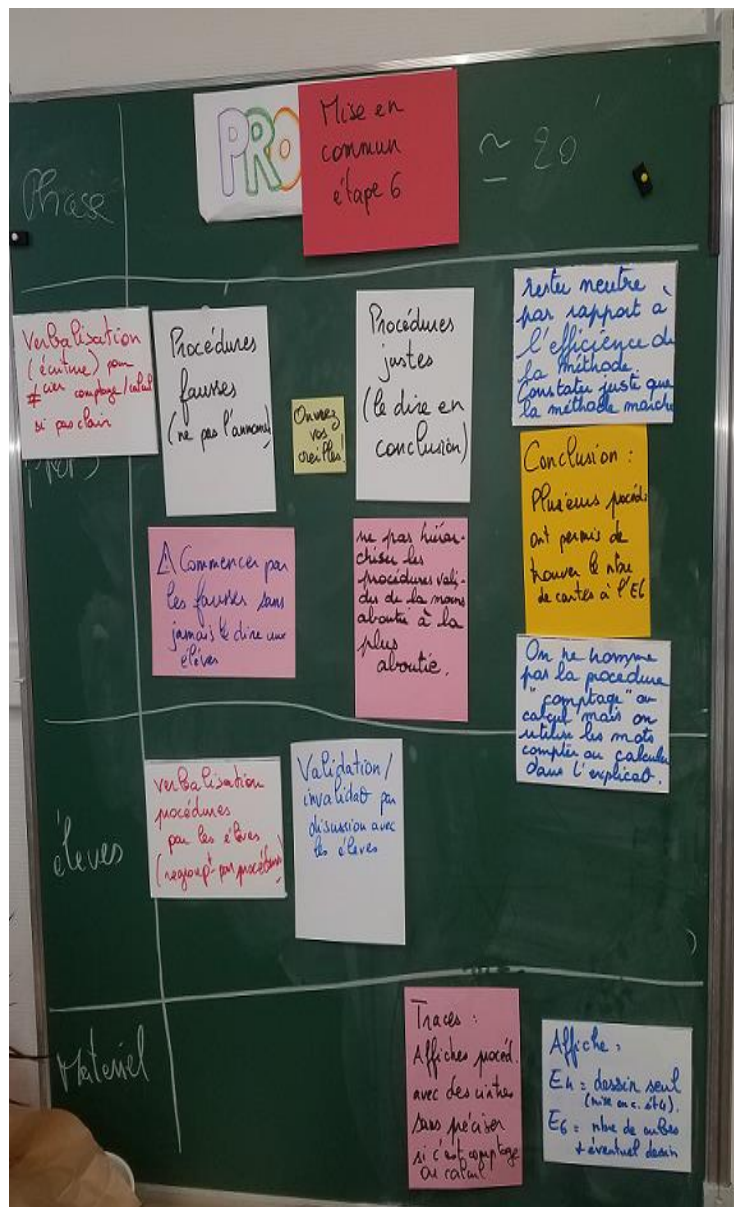 Phase
PRO
Mise en
commun
étape 6
≃ 20'
Verbalisation
(écriture) pour
≠cier comptage/calcul
si pas clair
Procédures
fausses
(ne pas l'annoncer)
Ouvrez
vos
oreilles!
Procédures
justes
(le dire en
conclusion)
rester neutre
par rapport à
l'efficience de
la méthode.
Constater juste que
la méthode marche
⚠ Commencer par
les fausses sans
jamais le dire aux
élèves
ne pas hiérar-
chiser les
procédures vali-
des de la moins
aboutie à la
plus
aboutie.
Conclusion :
Plusieurs procéd.
ont permis de
trouver le nbre
de cartes à l'E6
On ne nomme
pas la procédure
"comptage" ou
calcul mais on
utilise les mots
compter ou calculer
dans l'explicat.
élèves
verbalisation
procédures
par les élèves
(regroupt par procédures)
Validation/
invalidat par
discussion avec
les élèves
Matériel
Traces :
Affiches procéd.
avec des
sans préciser
si c'est comptage
ou calcul
Affiche :
E4 = dessin seul
(mise en c. ét4).
E6 = nbre de
+ éventuel dessin